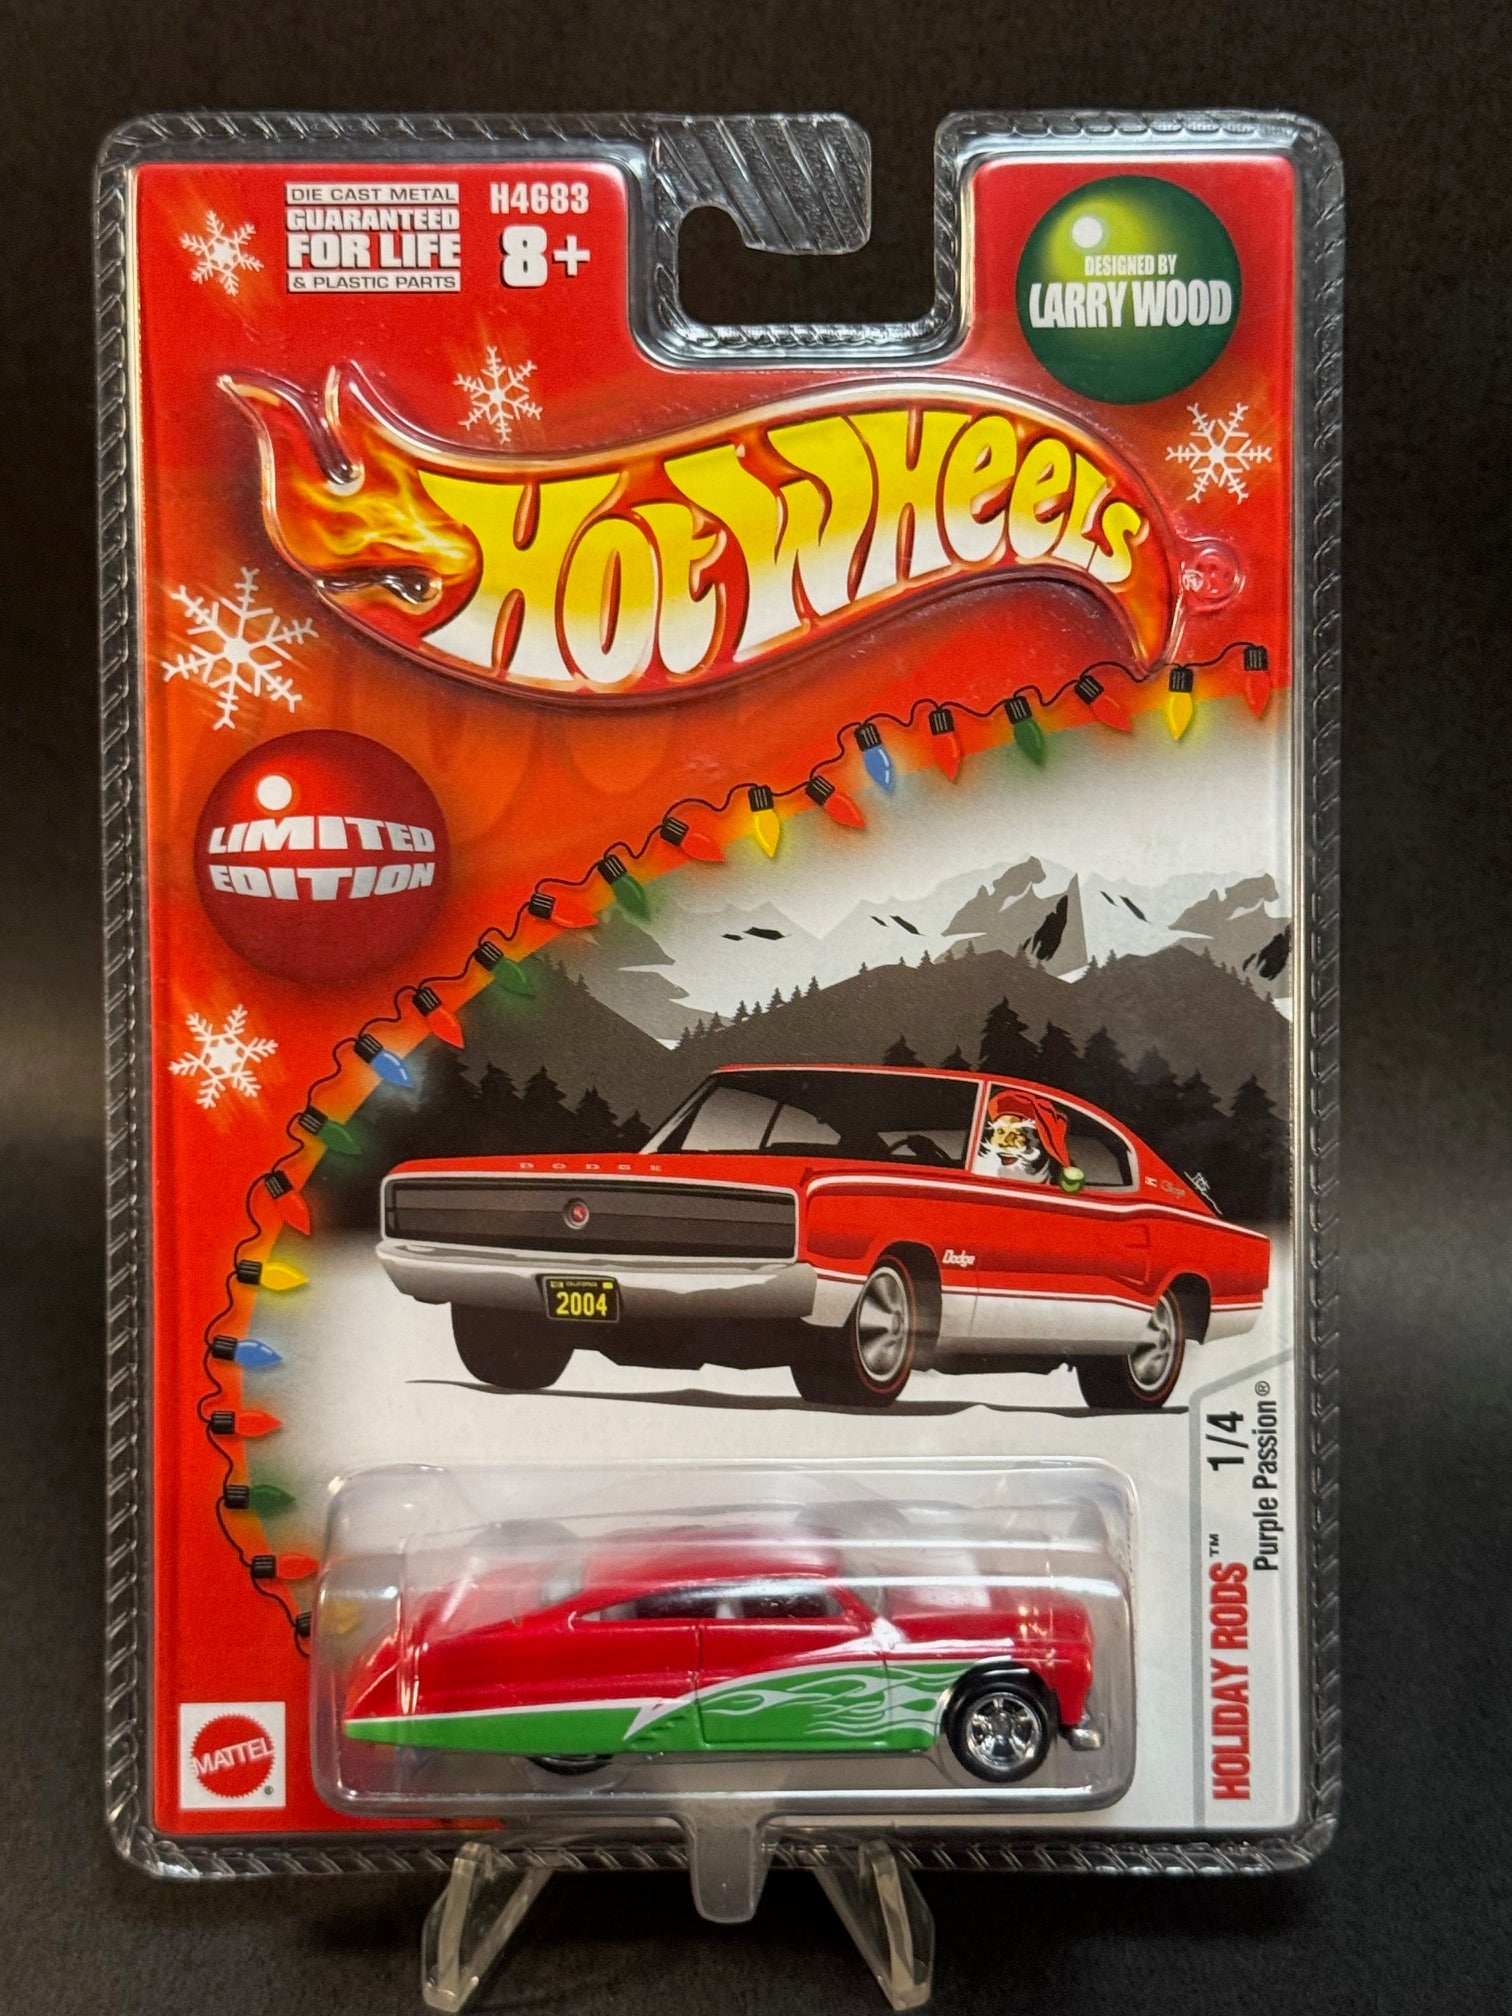 DIE CAST METAL
GUARANTEED
FOR LIFE
& PLASTIC PARTS
H4683
8+
DESIGNED BY
LARRY WOOD
HOT WHEELS
LIMITED
EDITION
DODGE
Dodge
CALIFORNIA
2004
HOLIDAY RODS™ 1/4
Purple Passion®
MATTEL
®